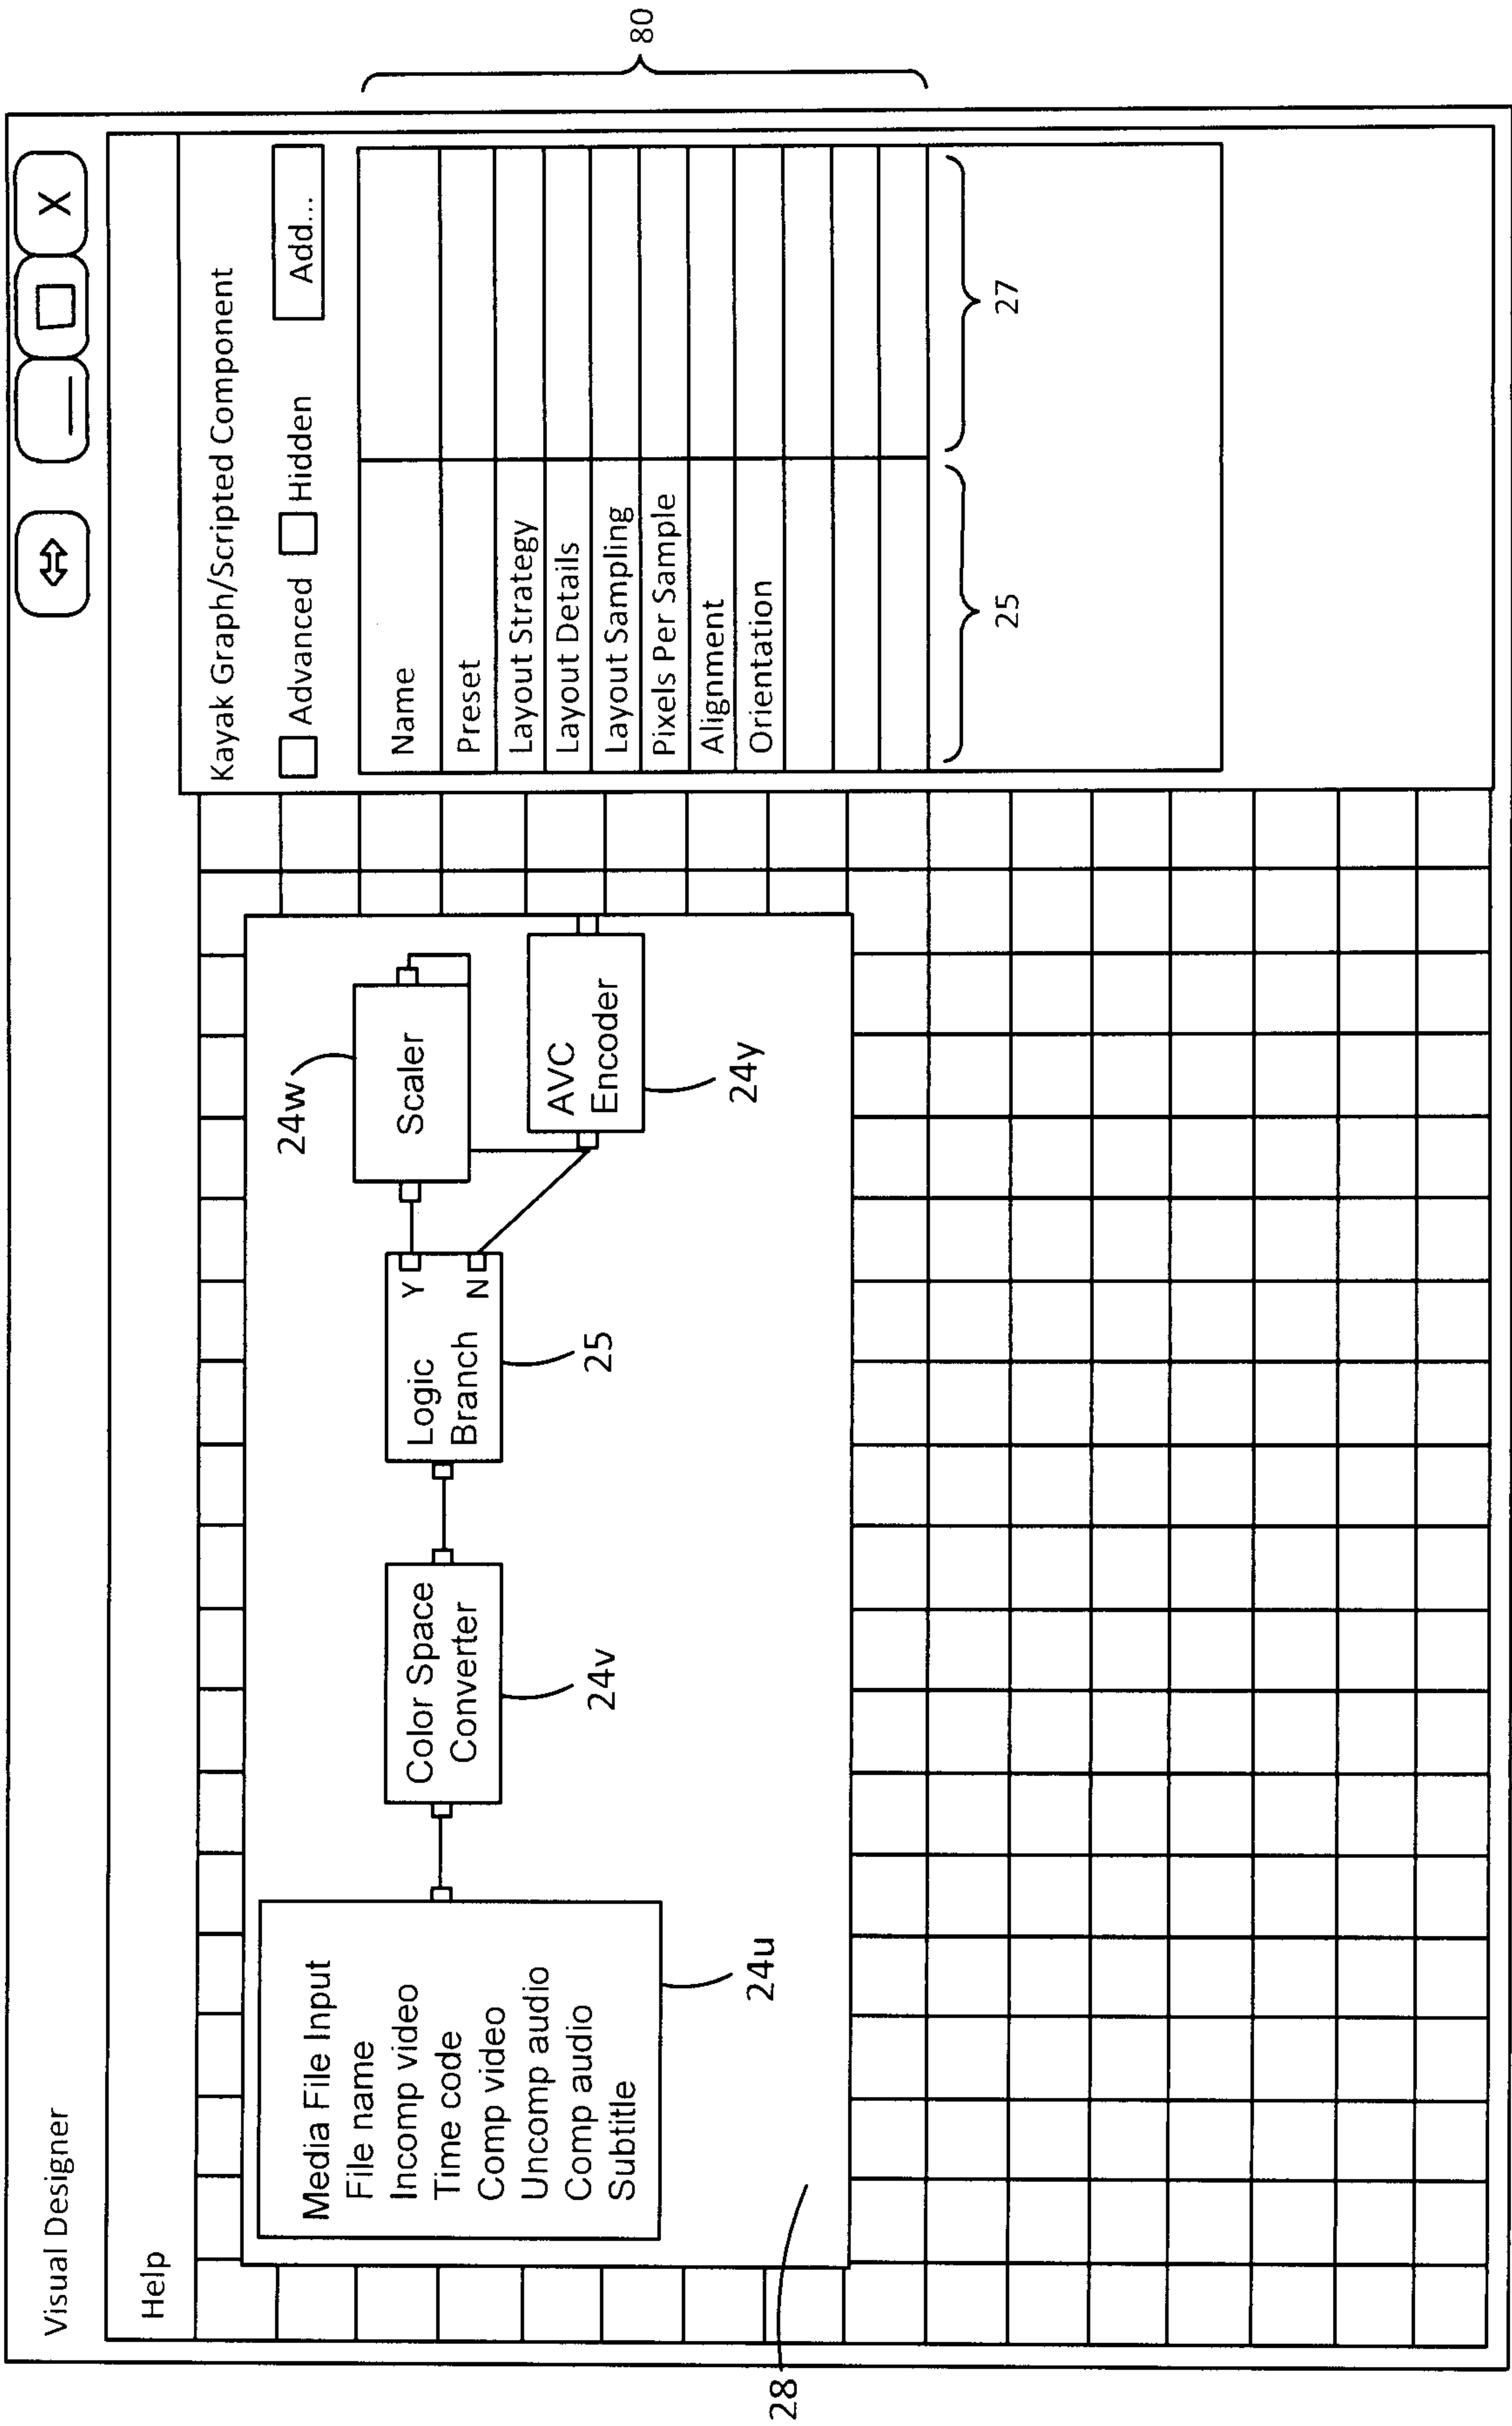 Visual Designer
X
Help
Kayak Graph/Scripted Component
Advanced
Hidden
Add...
Name
Preset
Layout Strategy
Layout Details
Layout Sampling
Pixels Per Sample
Alignment
Orientation
25
27
80
Media File Input
File name
Incomp video
Time code
Comp video
Uncomp audio
Comp audio
Subtitle
24u
Color Space
Converter
24v
Logic
Branch
Y
N
25
Scaler
24w
AVC
Encoder
24y
28